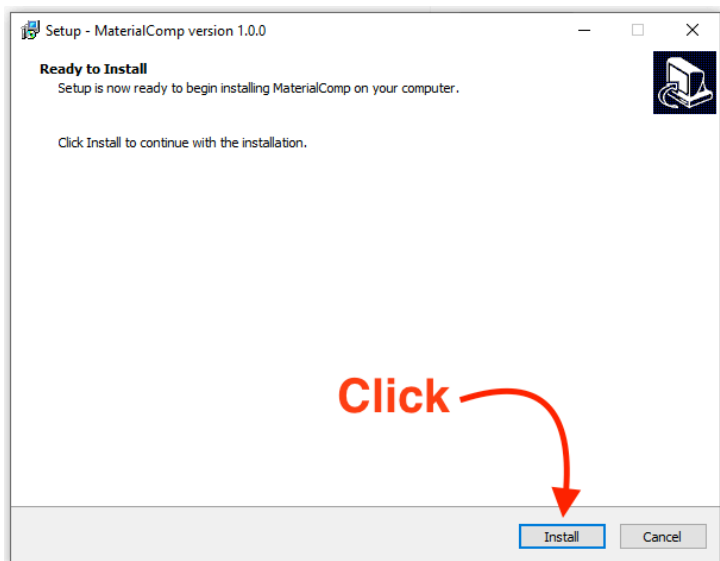 Setup - MaterialComp version 1.0.0
Ready to Install
Setup is now ready to begin installing MaterialComp on your computer.
Click Install to continue with the installation.
Click
Install
Cancel